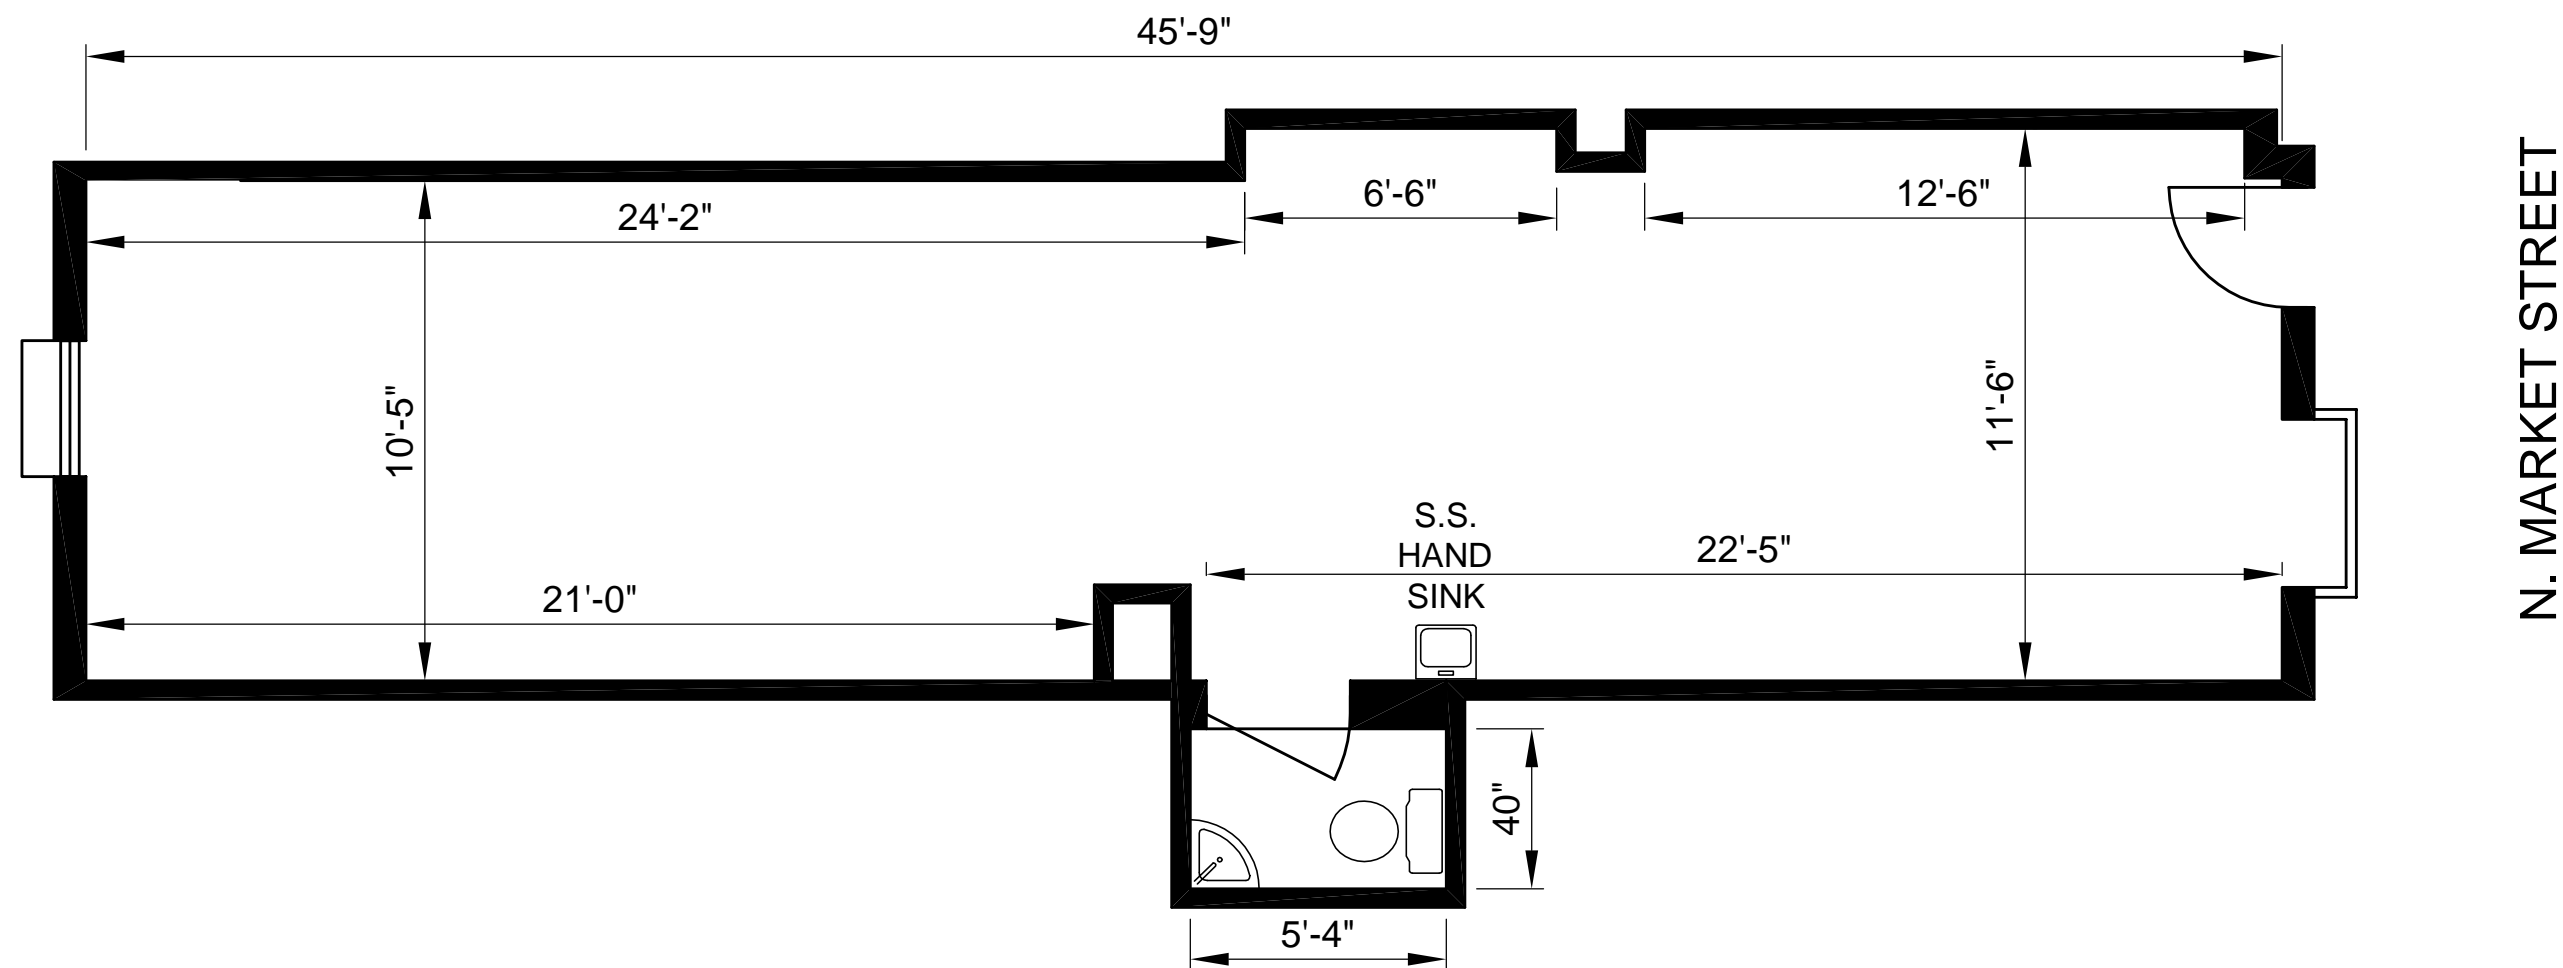 45'-9"
6'-6"
12'-6"
24'-2"
N. MARKET STREET
10'-5"
11'-6"
S.S.
HAND
SINK
22'-5"
21'-0"
40"
5'-4"